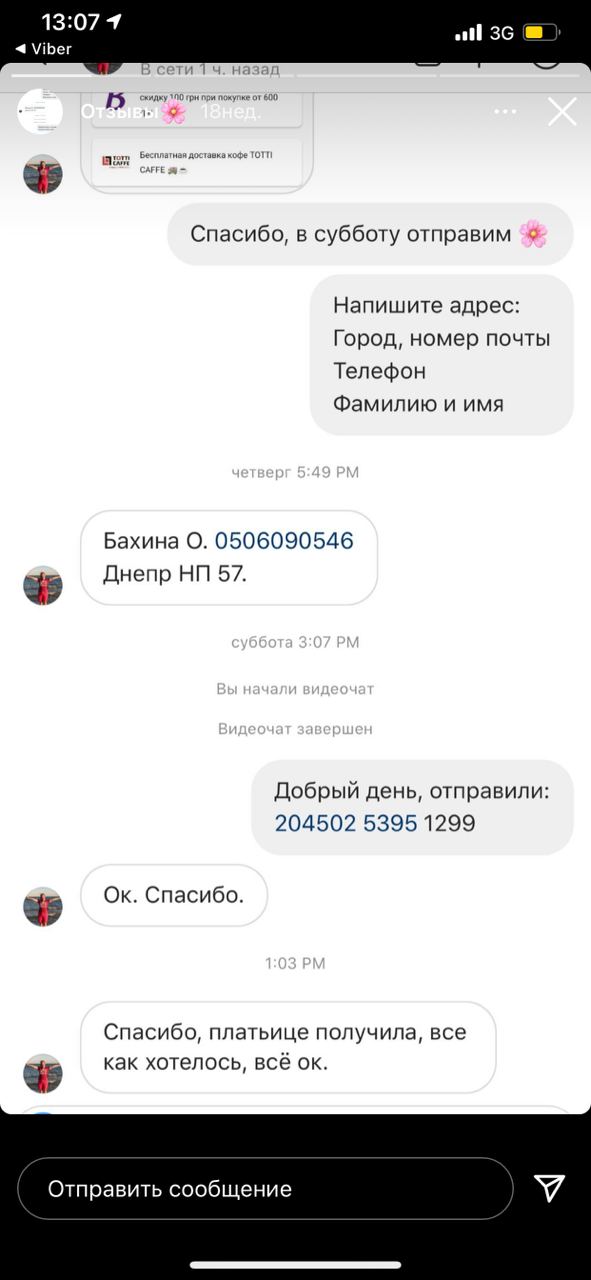 13:07
3G
Viber
В сети 1 ч. назад
скидку 100 грн при покупке от 600
B
Отзывы🌸 18нед.
TOTTI CAFFE
Бесплатная доставка кофе TOTTI
CAFFE 🚚☕
Спасибо, в субботу отправим 🌸
Напишите адрес:
Город, номер почты
Телефон
Фамилию и имя
четверг 5:49 PM
Бахина О. 0506090546
Днепр НП 57.
суббота 3:07 PM
Вы начали видеочат
Видеочат завершен
Добрый день, отправили:
204502 5395 1299
Ок. Спасибо.
1:03 PM
Спасибо, платьице получила, все
как хотелось, всё ок.
Отправить сообщение